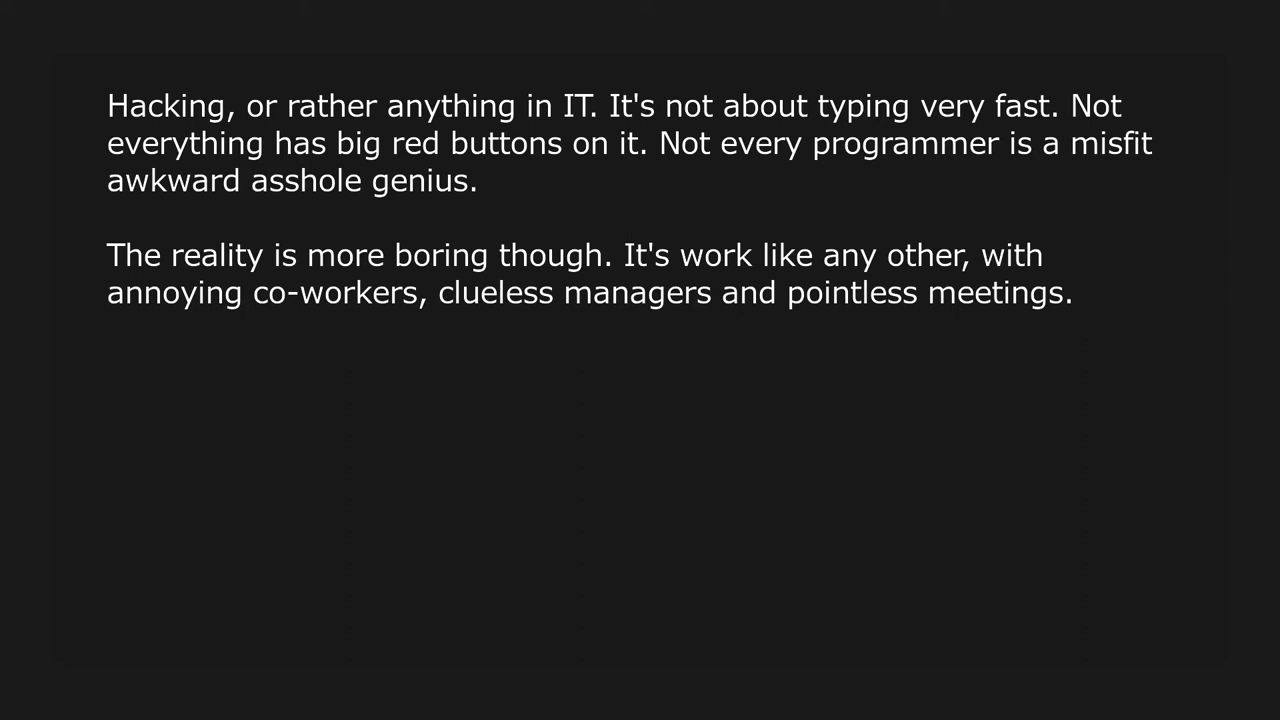 Hacking, or rather anything in IT. It's not about typing very fast. Not
everything has big red buttons on it. Not every programmer is a misfit
awkward asshole genius.
The reality is more boring though. It's work like any other, with
annoying co-workers, clueless managers and pointless meetings.